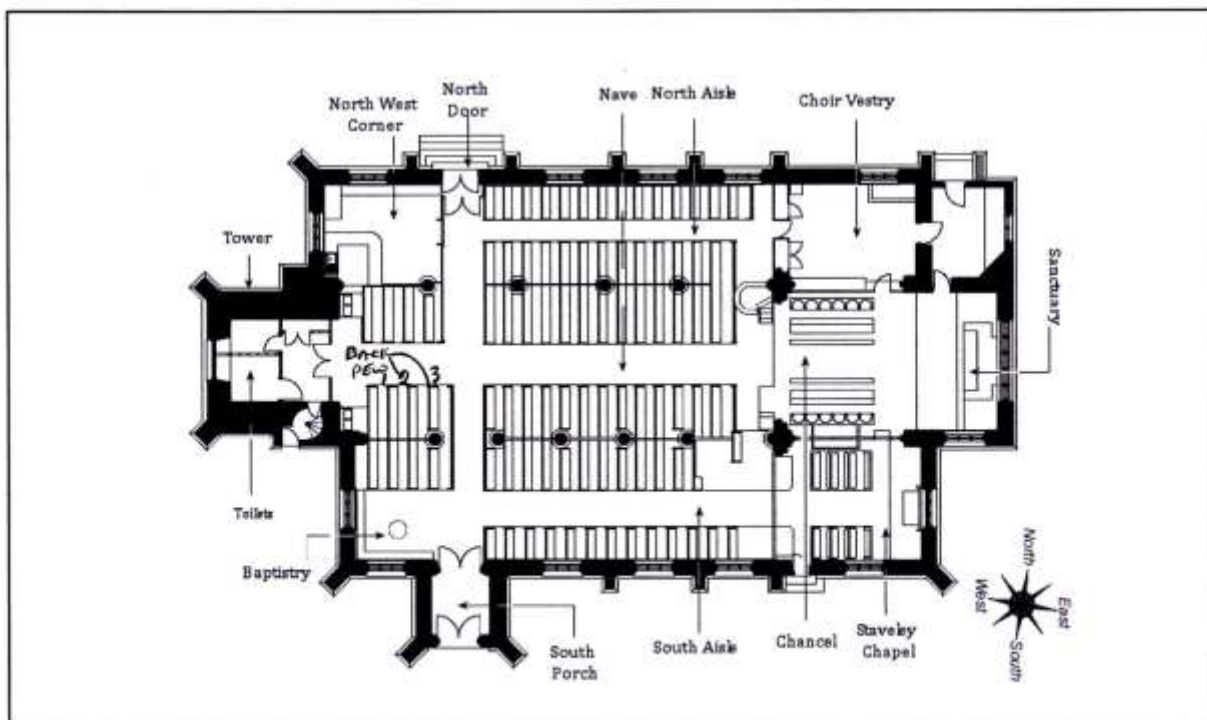 North
Door
North West
Corner
Nave
North Aisle
Choir Vestry
Tower
Sanctuary
BACK
PEW 1 2 3
Toilets
Baptistry
South
Porch
South Aisle
Chancel
Staveley
Chapel
North
West
East
South